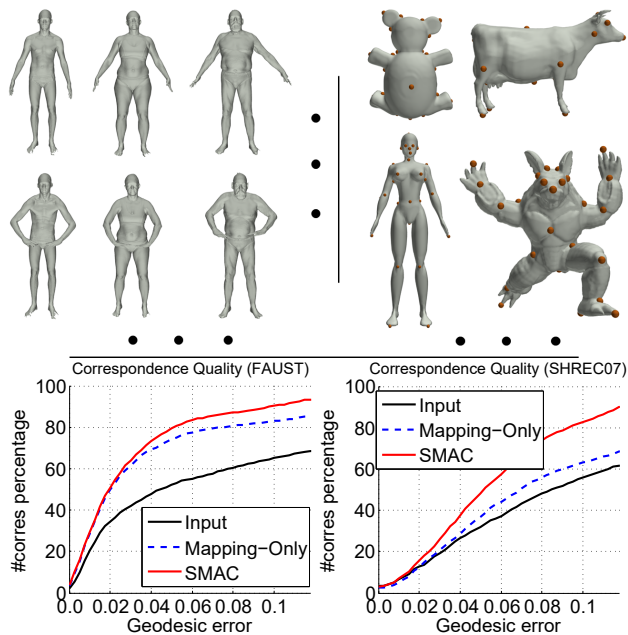 Correspondence Quality (FAUST)
100
80
60
40
20
0
#corres percentage
Input
Mapping-Only
SMAC
0.0 0.02 0.04 0.06 0.08 0.1
Geodesic error
Correspondence Quality (SHREC07)
100
80
60
40
20
0
#corres percentage
Input
Mapping-Only
SMAC
0.0 0.02 0.04 0.06 0.08 0.1
Geodesic error